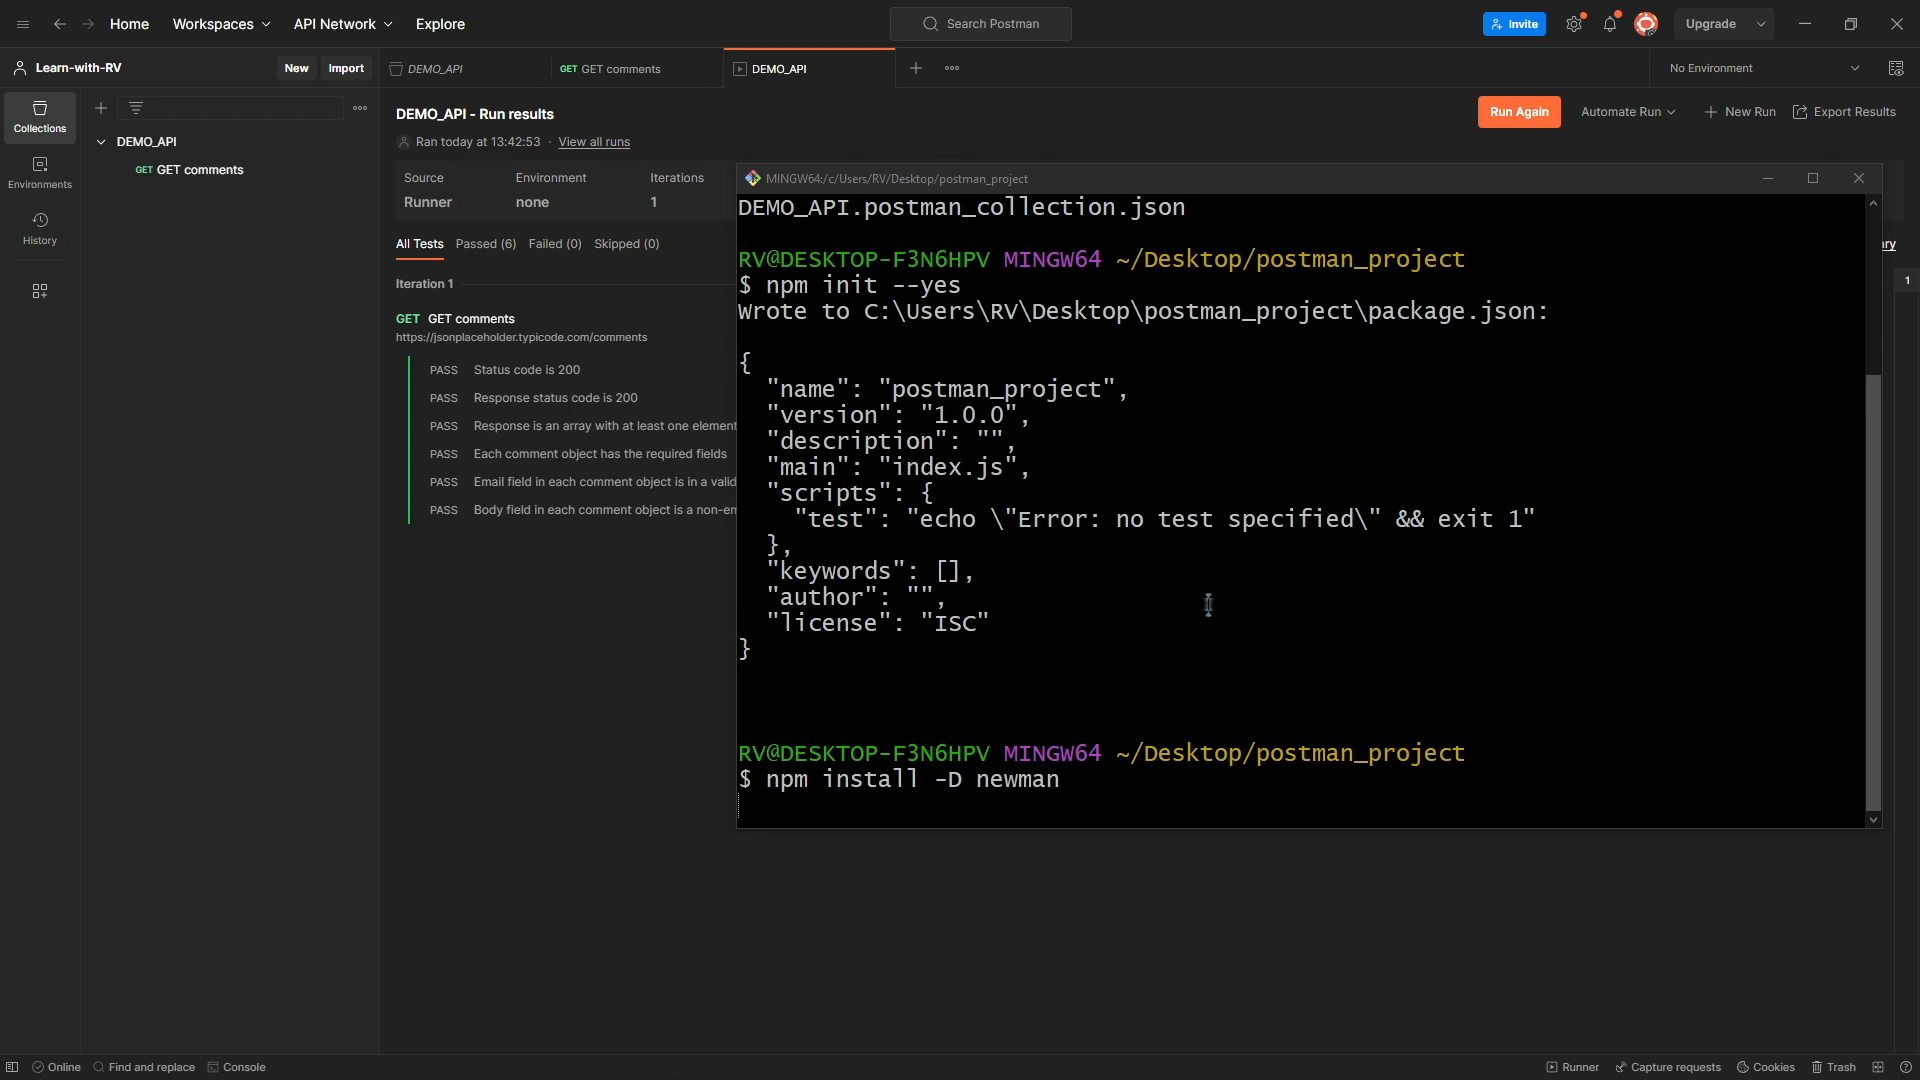 Home Workspaces API Network Explore Search Postman Invite Upgrade
Learn-with-RV New Import DEMO_API GET GET comments DEMO_API No Environment
Collections
Environments
History
DEMO_API
GET GET comments
DEMO_API - Run results Run Again Automate Run New Run Export Results
Ran today at 13:42:53 · View all runs
Source Environment Iterations
Runner none 1
All Tests Passed (6) Failed (0) Skipped (0)
Iteration 1
1
GET GET comments
https://jsonplaceholder.typicode.com/comments
PASS Status code is 200
PASS Response status code is 200
PASS Response is an array with at least one element
PASS Each comment object has the required fields
PASS Email field in each comment object is in a valid
PASS Body field in each comment object is a non-em
MINGW64:/c/Users/RV/Desktop/postman_project
DEMO_API.postman_collection.json
RV@DESKTOP-F3N6HPV MINGW64 ~/Desktop/postman_project
$ npm init --yes
Wrote to C:\Users\RV\Desktop\postman_project\package.json:
{
"name": "postman_project",
"version": "1.0.0",
"description": "",
"main": "index.js",
"scripts": {
"test": "echo \"Error: no test specified\" && exit 1"
},
"keywords": [],
"author": "",
"license": "ISC"
}
RV@DESKTOP-F3N6HPV MINGW64 ~/Desktop/postman_project
$ npm install -D newman
Online Find and replace Console Runner Capture requests Cookies Trash